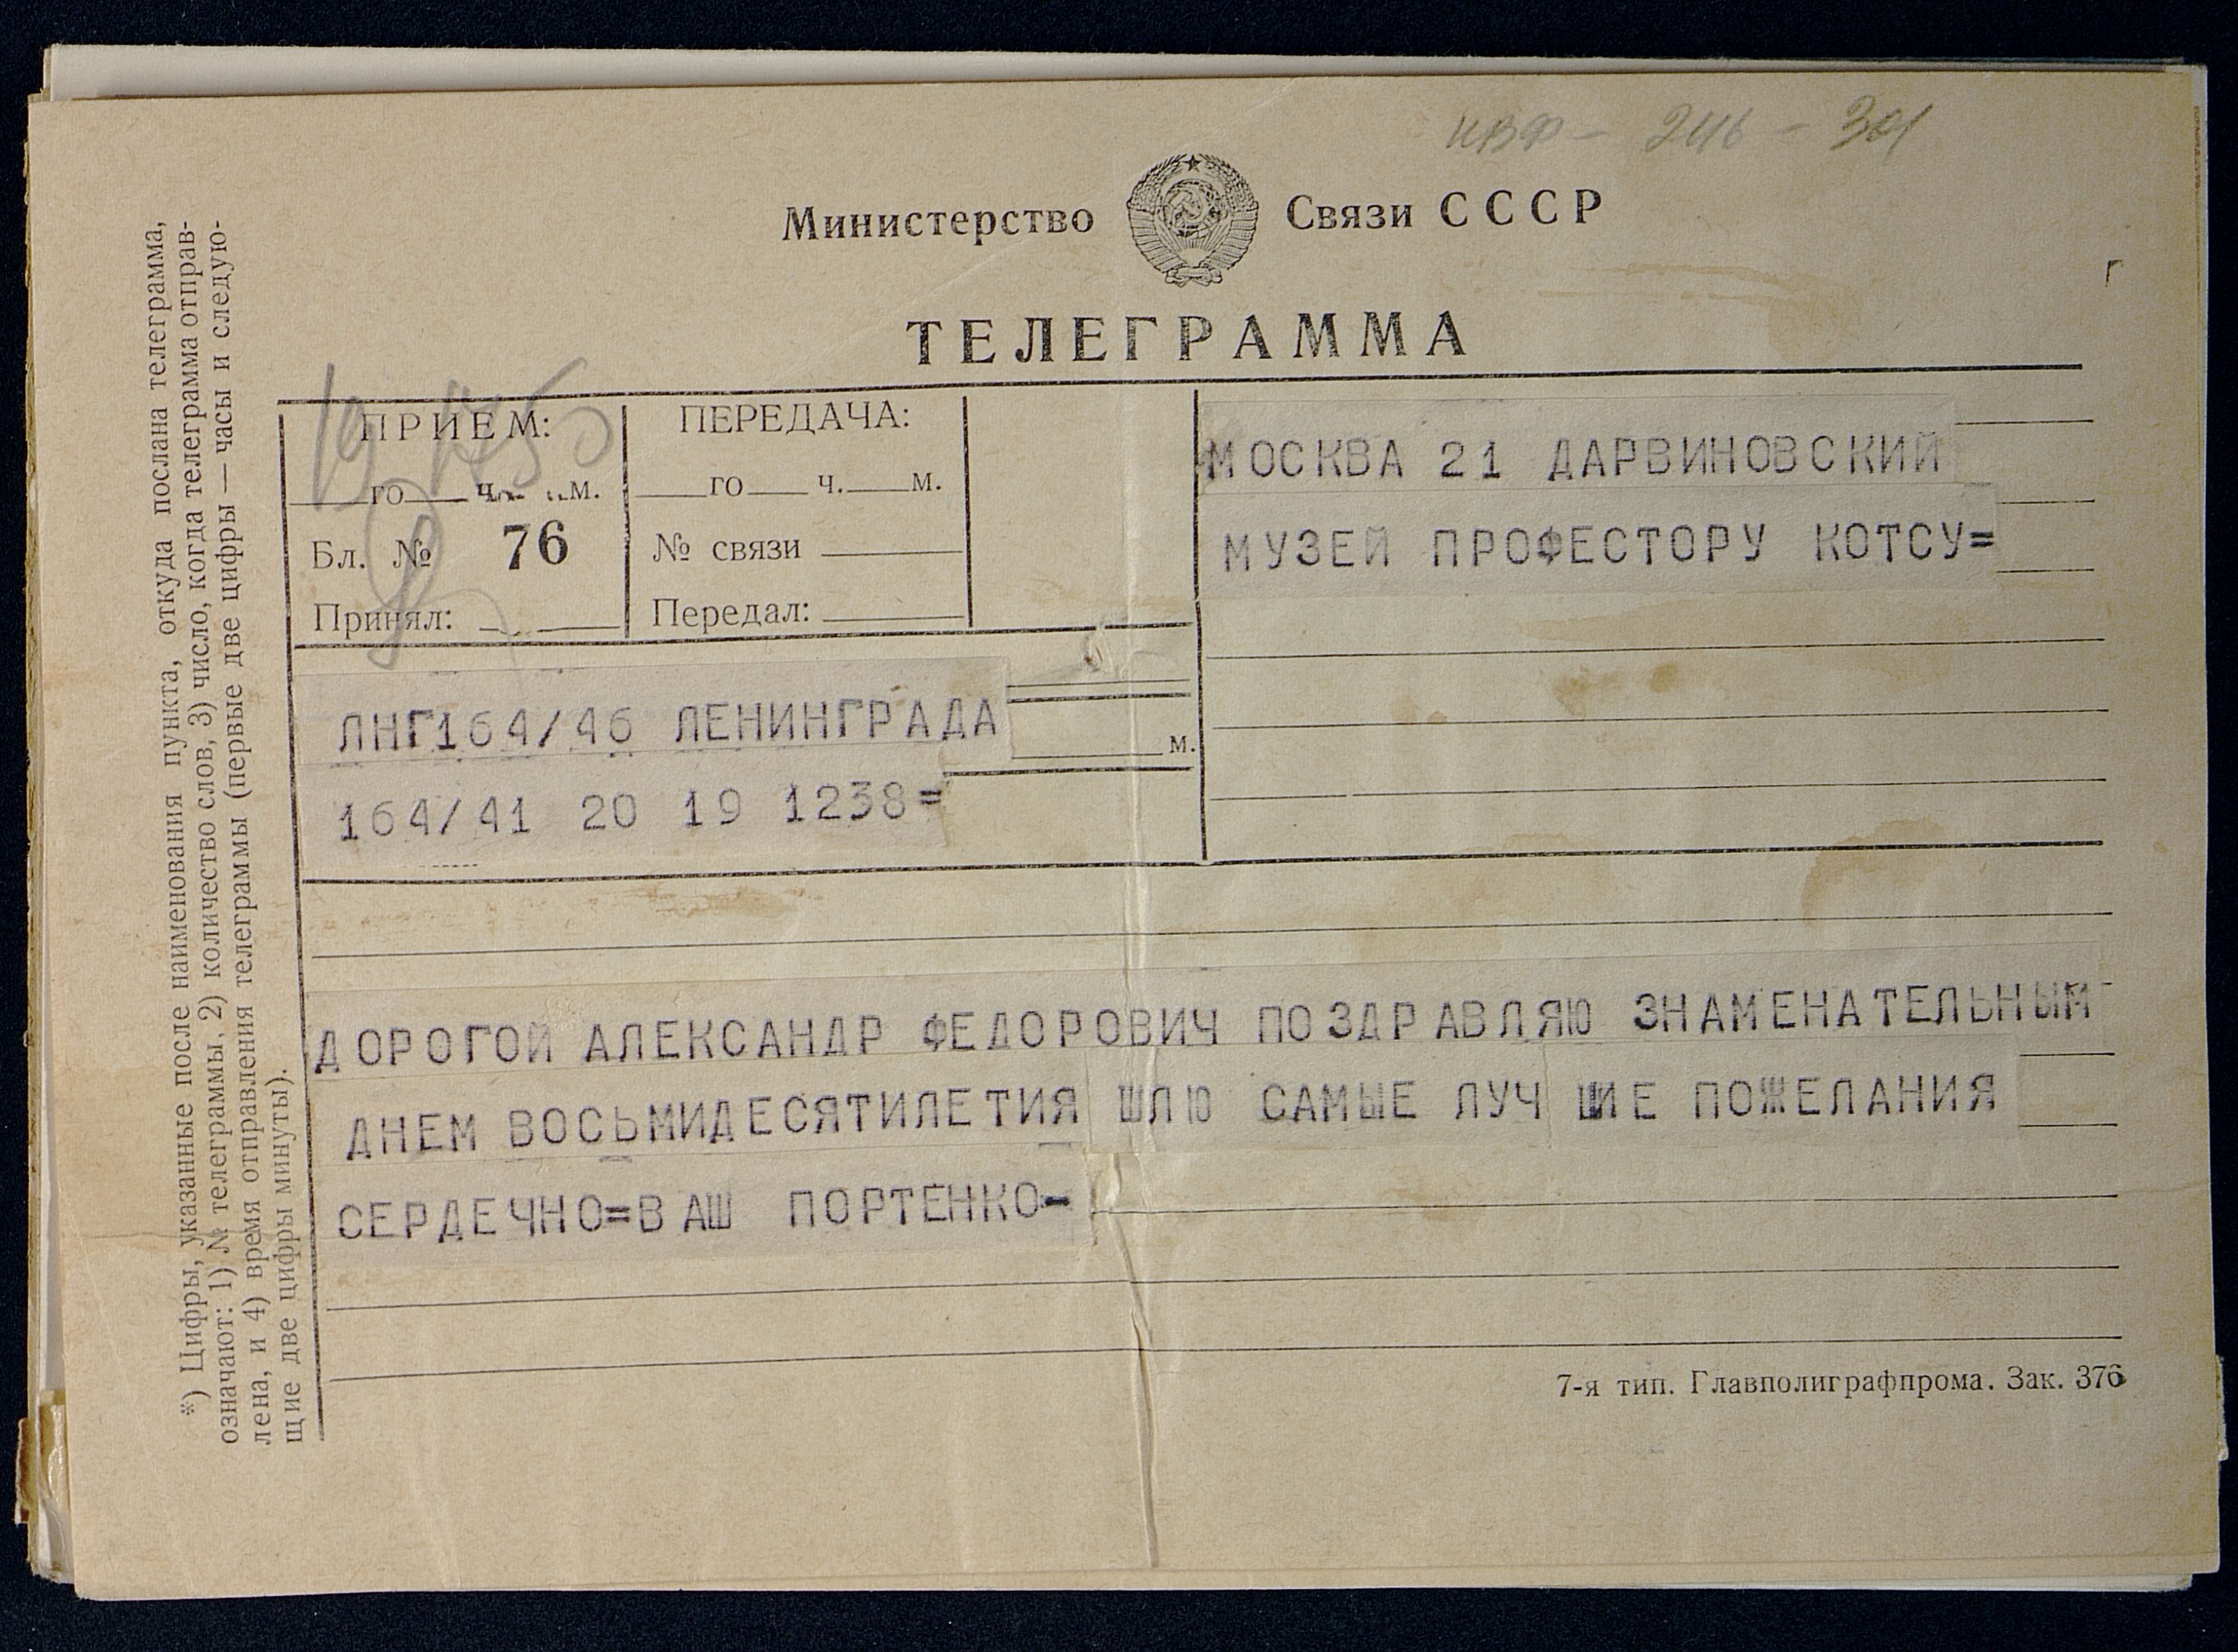 Министерство Связи СССР
ТЕЛЕГРАММА
ПРИЕМ:
го ч. м.
Бл. № 76
Принял:
ПЕРЕДАЧА:
го ч. м.
№ связи
Передал:
МОСКВА 21 ДАРВИНОВСКИЙ
МУЗЕЙ ПРОФЕСТОРУ КОТСУ=
ЛНГ164/46 ЛЕНИНГРАДА
м.
164/41 20 19 1238=
ДОРОГОЙ АЛЕКСАНДР ФЕДОРОВИЧ ПОЗДРАВЛЯЮ ЗНАМЕНАТЕЛЬНЫМ
ДНЕМ ВОСЬМИДЕСЯТИЛЕТИЯ ШЛЮ САМЫЕ ЛУЧШИЕ ПОЖЕЛАНИЯ
СЕРДЕЧНО=ВАШ ПОРТЕНКО-
7-я тип. Главполиграфпрома. Зак. 376
*) Цифры, указанные после наименования пункта, откуда послана телеграмма,
означают: 1) № телеграммы, 2) количество слов, 3) число, когда телеграмма отправ-
лена, и 4) время отправления телеграммы (первые две цифры — часы и следую-
щие две цифры минуты).